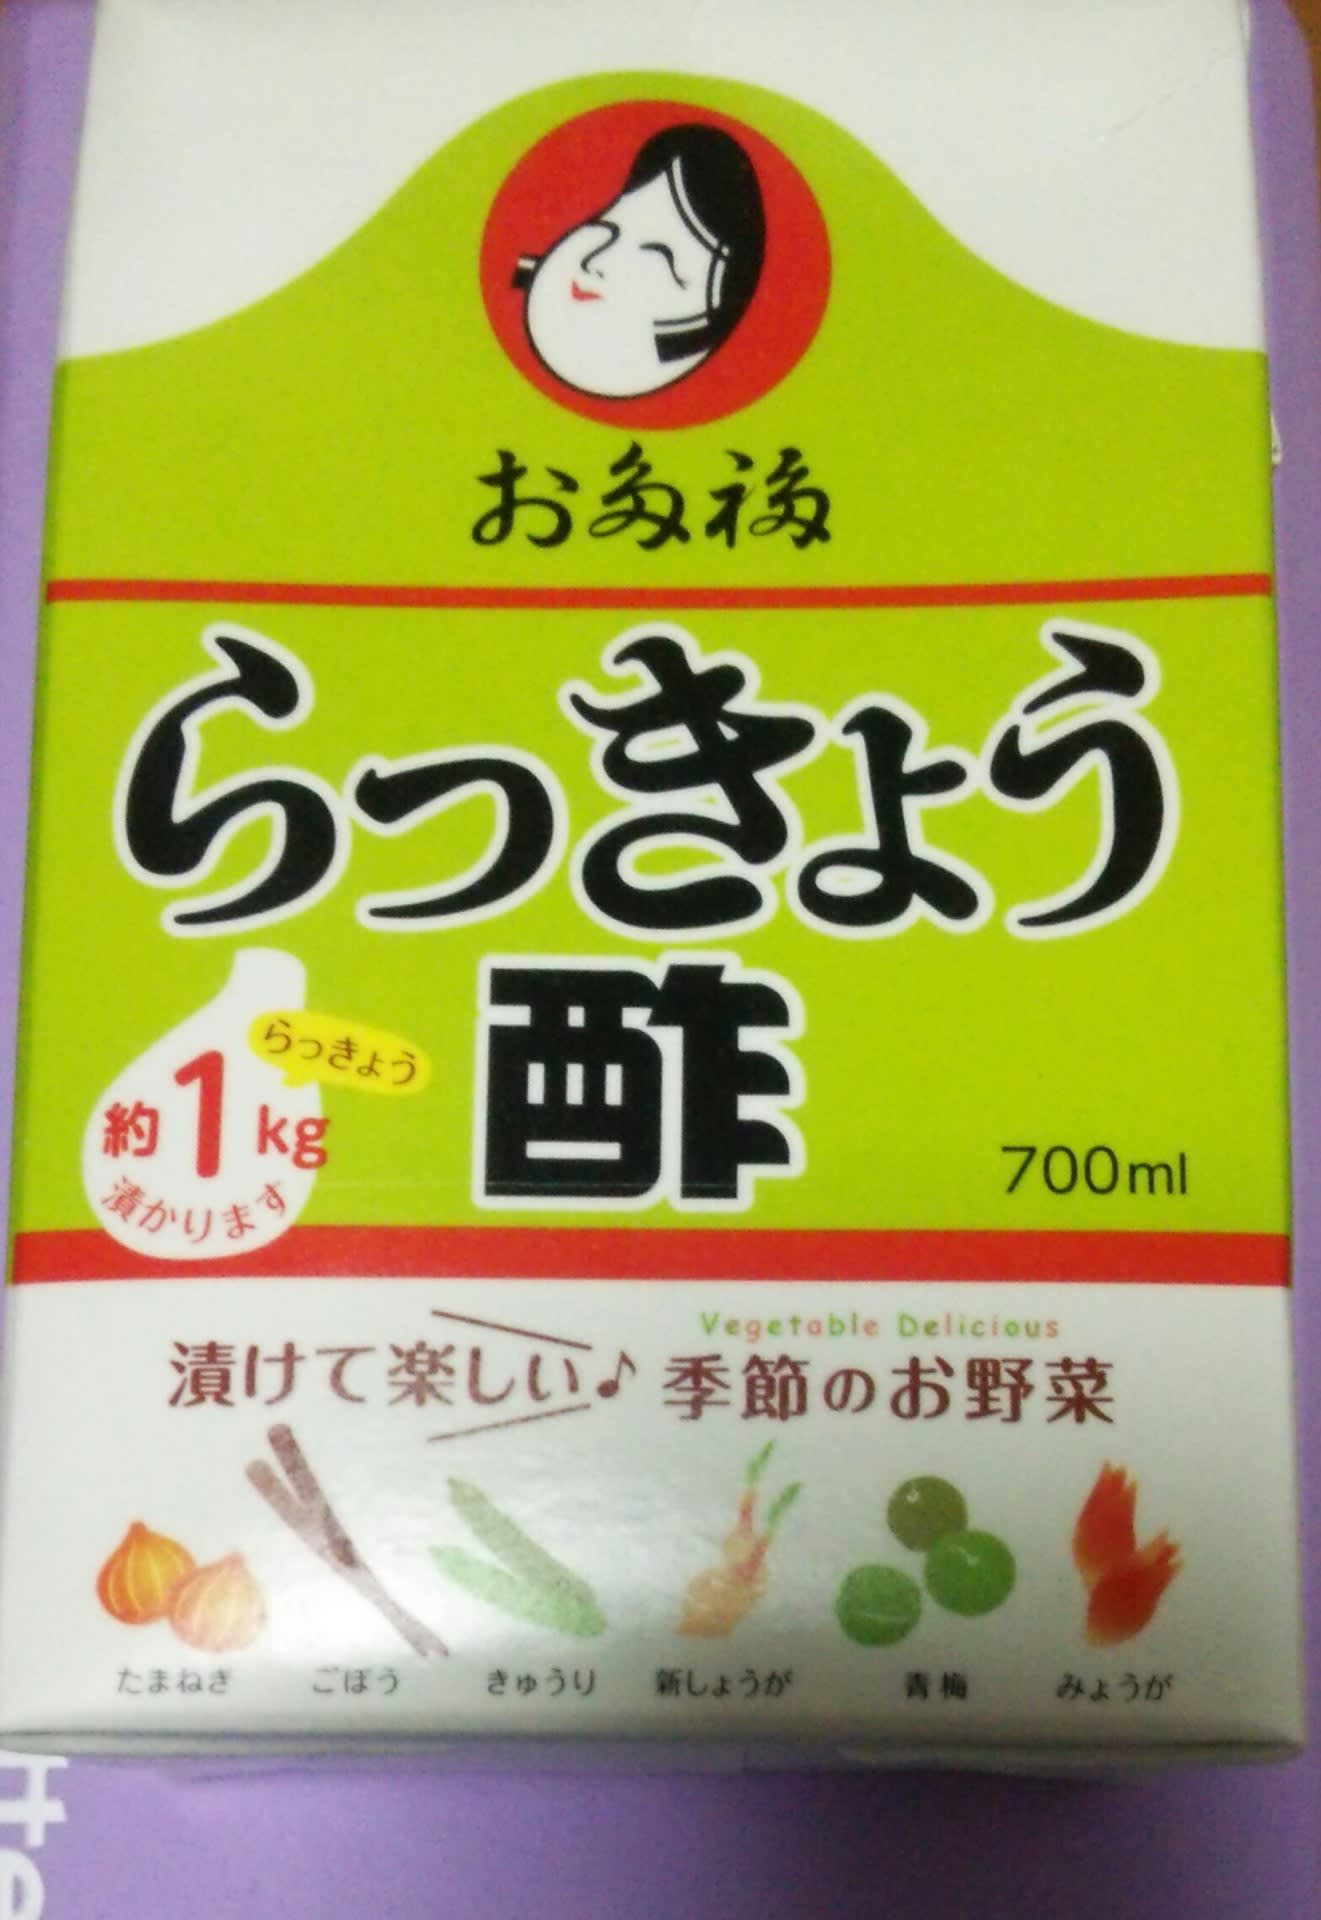 お多福
らっきょう
酢
らっきょう
約1kg
漬かります
700ml
Vegetable Delicious
漬けて楽しい♪ 季節のお野菜
たまねぎ ごぼう きゅうり 新しょうが 青梅 みょうが